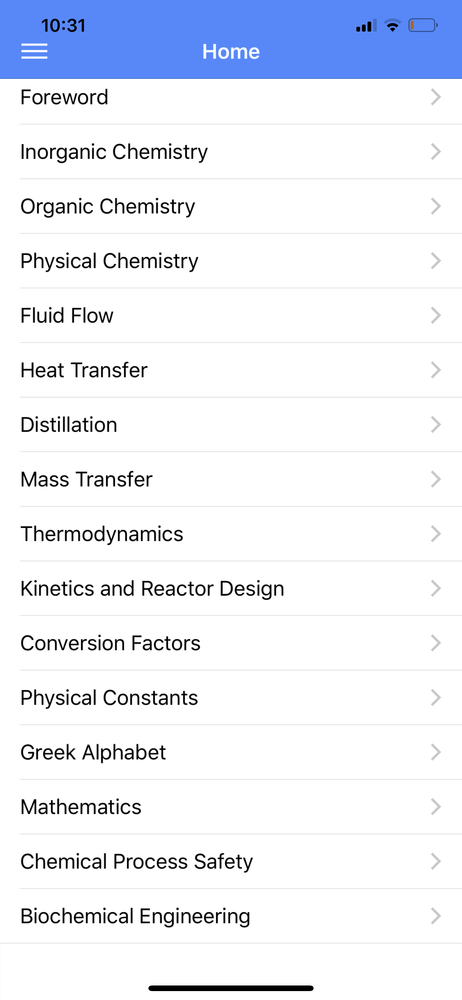 10:31
Home
Foreword
Inorganic Chemistry
Organic Chemistry
Physical Chemistry
Fluid Flow
Heat Transfer
Distillation
Mass Transfer
Thermodynamics
Kinetics and Reactor Design
Conversion Factors
Physical Constants
Greek Alphabet
Mathematics
Chemical Process Safety
Biochemical Engineering